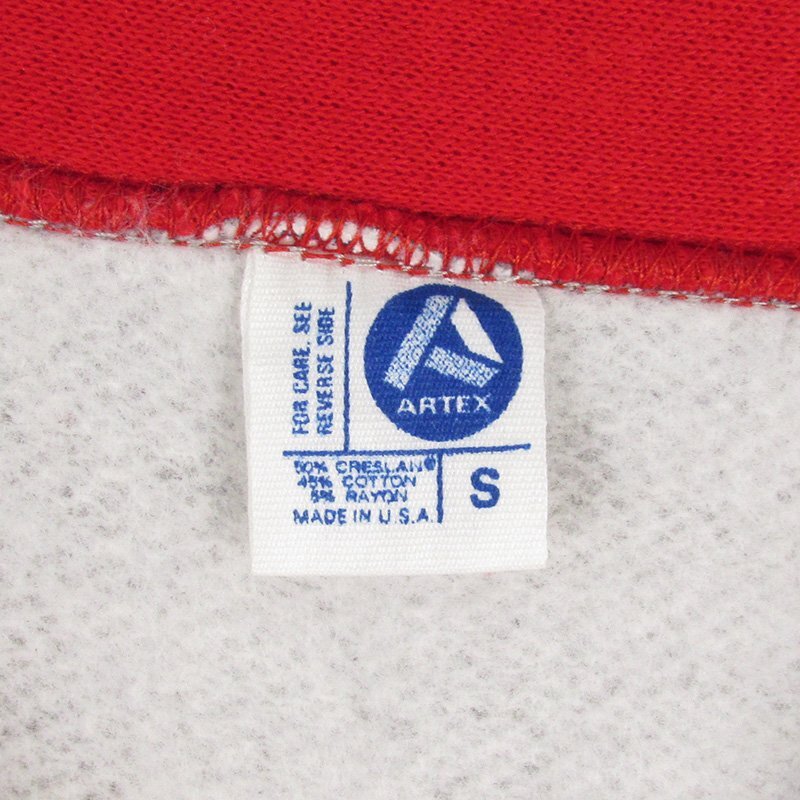 FOR CARE, SEE
REVERSE SIDE
ARTEX
50% CRESLAN®
45% COTTON
5% RAYON
MADE IN U.S.A.
S